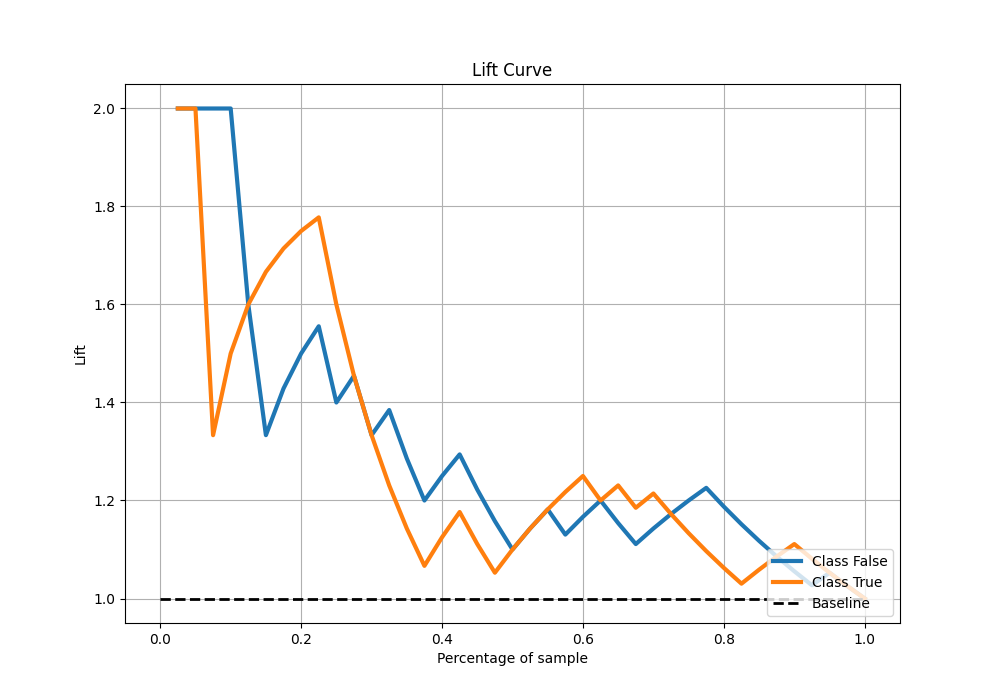 Lift Curve
2.0
1.8
1.6
1.4
1.2
1.0
Lift
0.0 0.2 0.4 0.6 0.8 1.0
Percentage of sample
Class False
Class True
Baseline